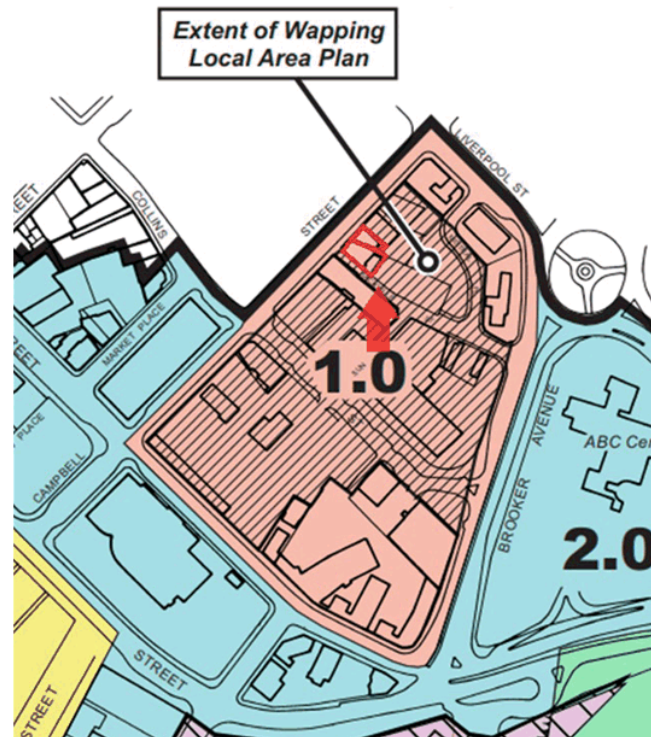 Extent of Wapping
Local Area Plan
LIVERPOOL ST
STREET
COLLINS
STREET
MARKET PLACE
1.0
ST
AVENUE
BROOKER
ABC Cen
2.0
PLACE
CAMPBELL
STREET
STREET